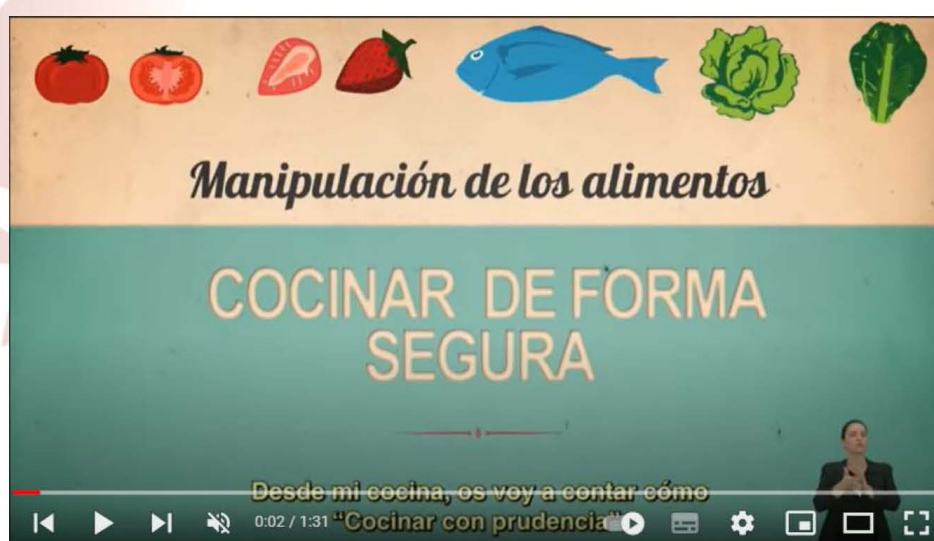 Manipulación de los alimentos
COCINAR DE FORMA
SEGURA
Desde mi cocina, os voy a contar cómo
0:02 / 1:31 "Cocinar con prudencia"